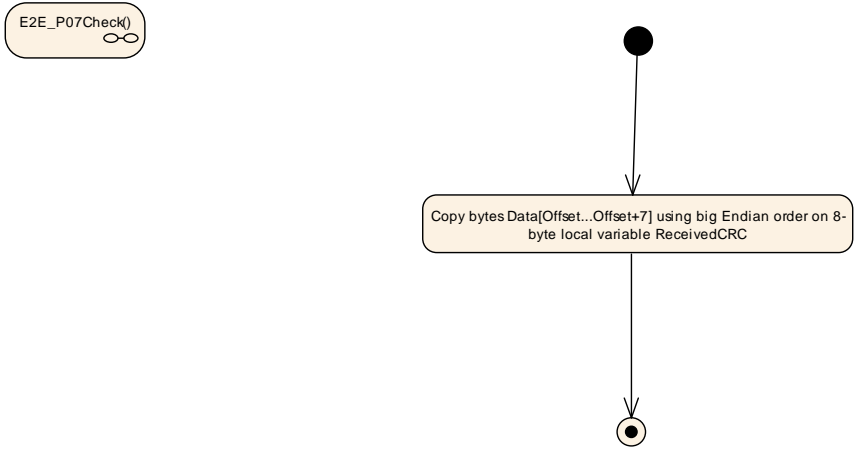 E2E_P07Check()
Copy bytes Data[Offset...Offset+7] using big Endian order on 8-
byte local variable ReceivedCRC